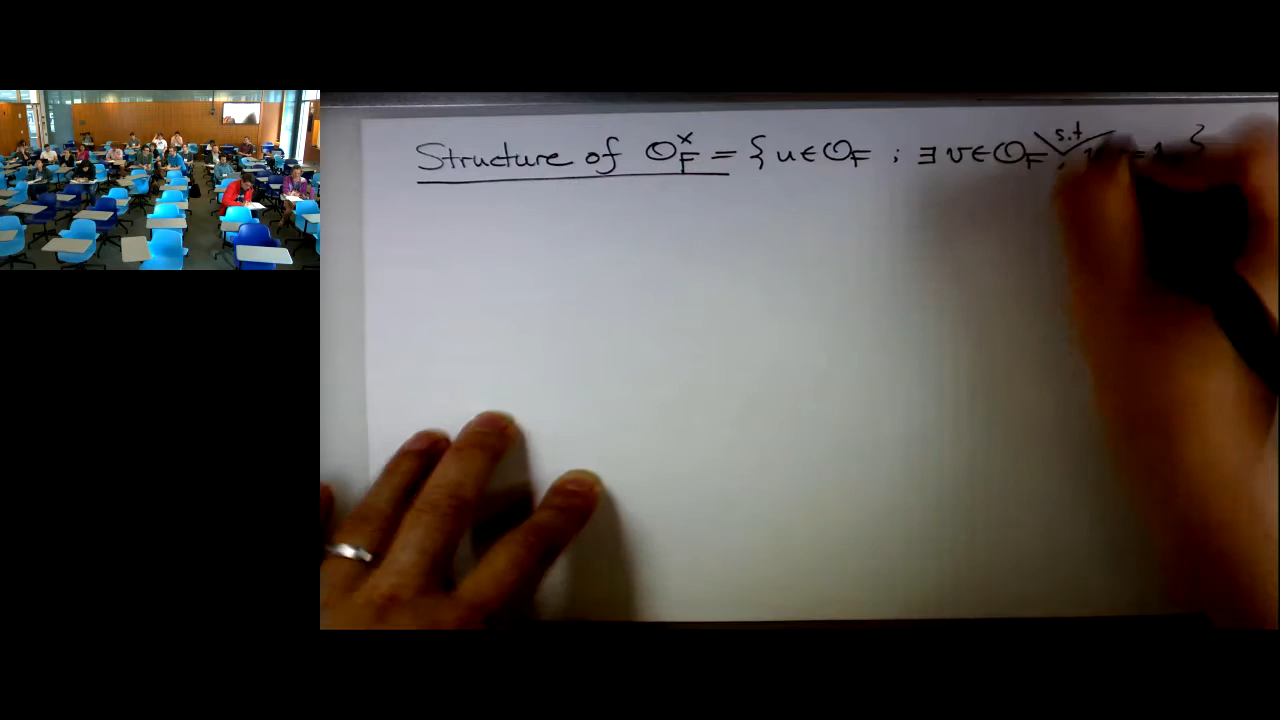 Structure of O_F^× = { u ∈ O_F ; ∃ v ∈ O_F s.t }